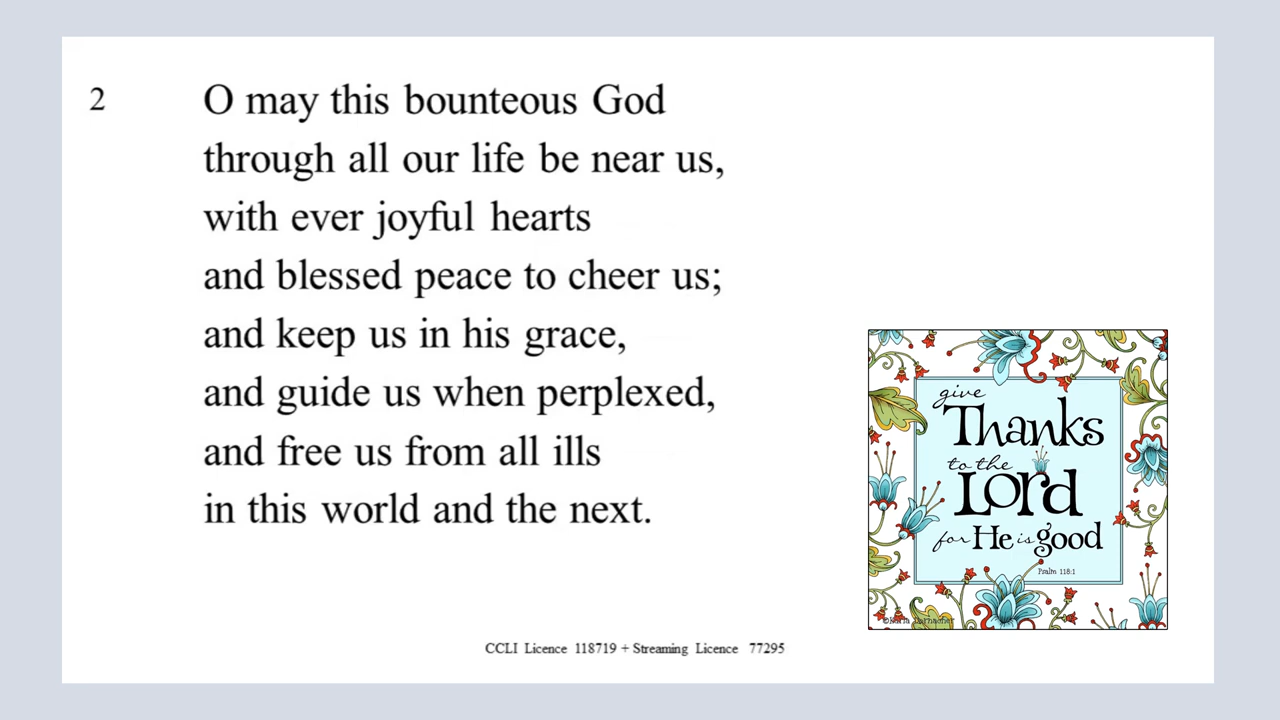 2
O may this bounteous God
through all our life be near us,
with ever joyful hearts
and blessed peace to cheer us;
and keep us in his grace,
and guide us when perplexed,
and free us from all ills
in this world and the next.
give
Thanks
to the
Lord
for He is good
Psalm 118:1
CCLI Licence 118719 + Streaming Licence 77295